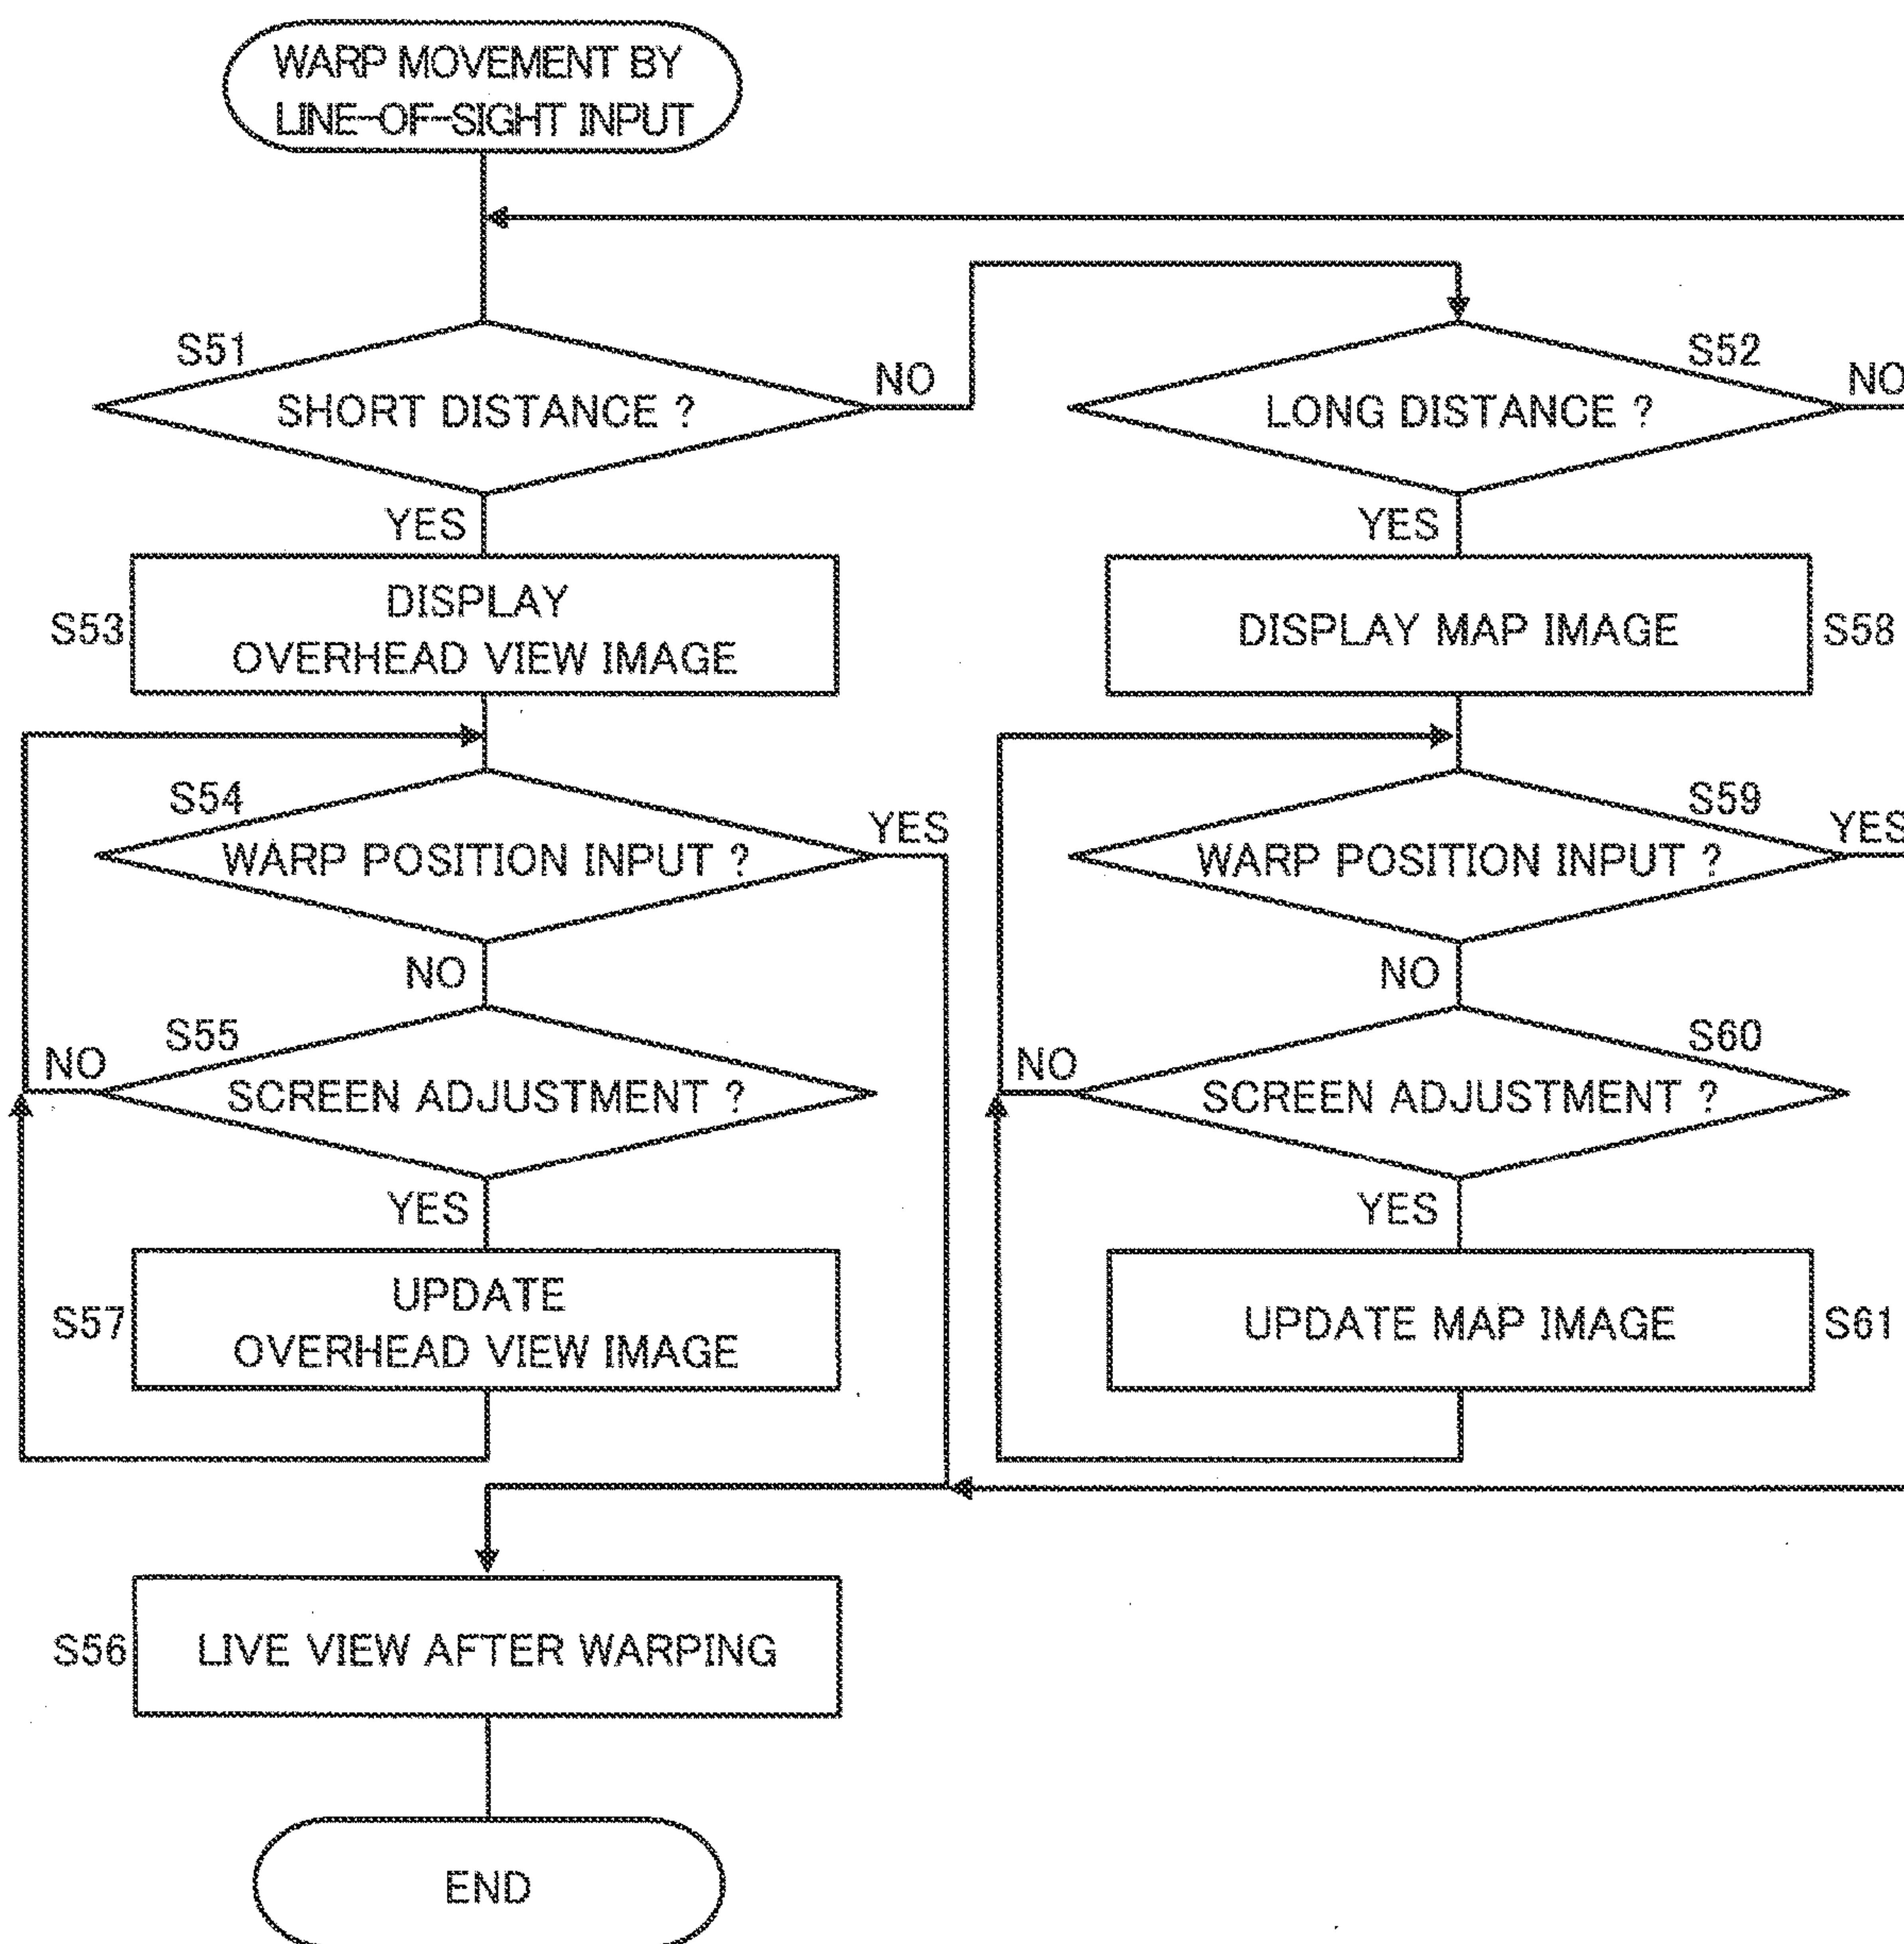 WARP MOVEMENT BY
LINE-OF-SIGHT INPUT
S51
SHORT DISTANCE ?
NO
S52
LONG DISTANCE ?
NO
YES
YES
S53
DISPLAY
OVERHEAD VIEW IMAGE
DISPLAY MAP IMAGE
S58
S54
WARP POSITION INPUT ?
YES
S59
WARP POSITION INPUT ?
YES
NO
NO
S55
NO
SCREEN ADJUSTMENT ?
S60
NO
SCREEN ADJUSTMENT ?
YES
YES
S57
UPDATE
OVERHEAD VIEW IMAGE
UPDATE MAP IMAGE
S61
S56
LIVE VIEW AFTER WARPING
END